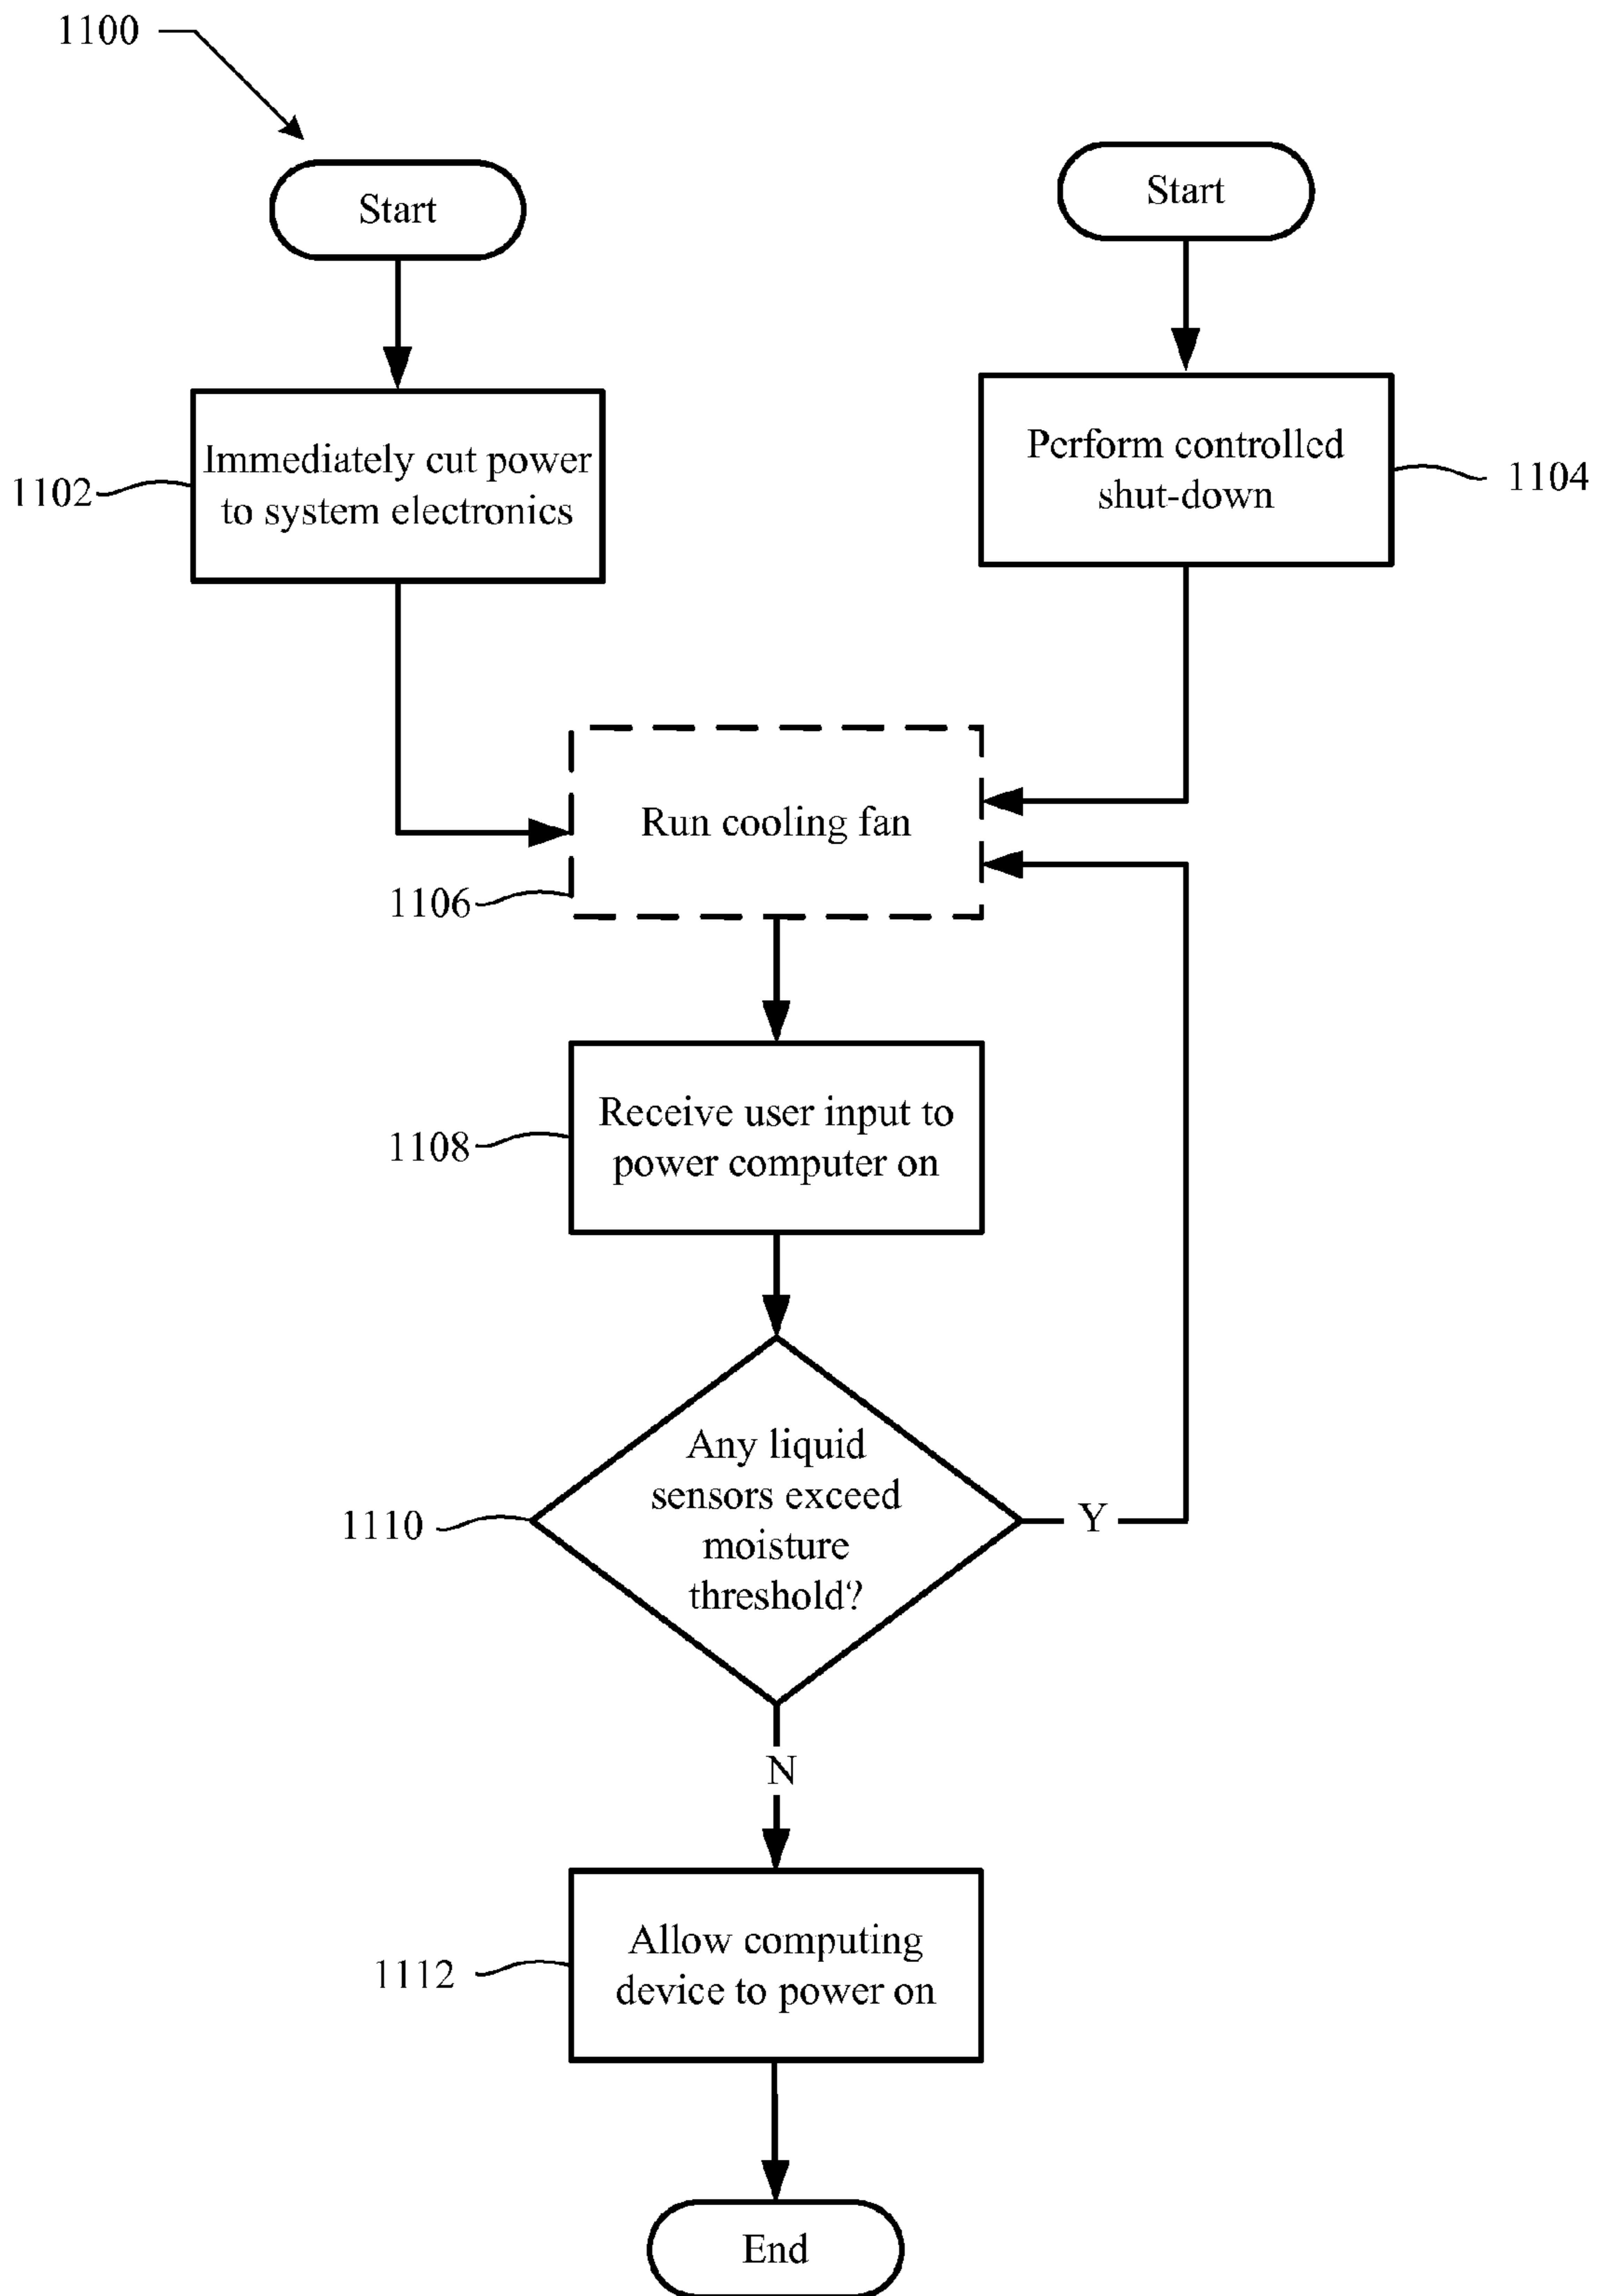 1100
Start
Start
Immediately cut power
to system electronics
1102
Perform controlled
shut-down
1104
Run cooling fan
1106
Receive user input to
power computer on
1108
Any liquid
sensors exceed
moisture
threshold?
1110
Y
N
Allow computing
device to power on
1112
End